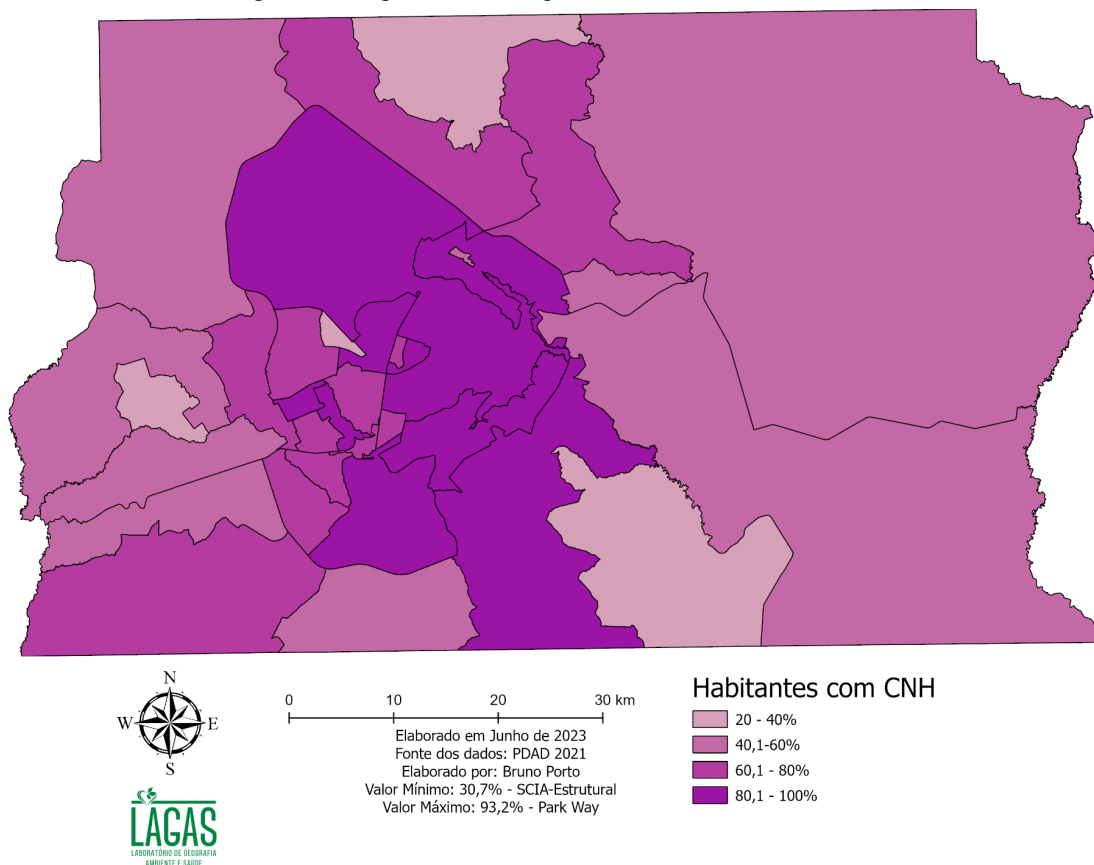 N
W E
S
0 10 20 30 km
Elaborado em Junho de 2023
Fonte dos dados: PDAD 2021
Elaborado por: Bruno Porto
Valor Mínimo: 30,7% - SCIA-Estrutural
Valor Máximo: 93,2% - Park Way
Habitantes com CNH
20 - 40%
40,1-60%
60,1 - 80%
80,1 - 100%
LAGAS
LABORATÓRIO DE GEOGRAFIA
AMBIENTE E SAÚDE